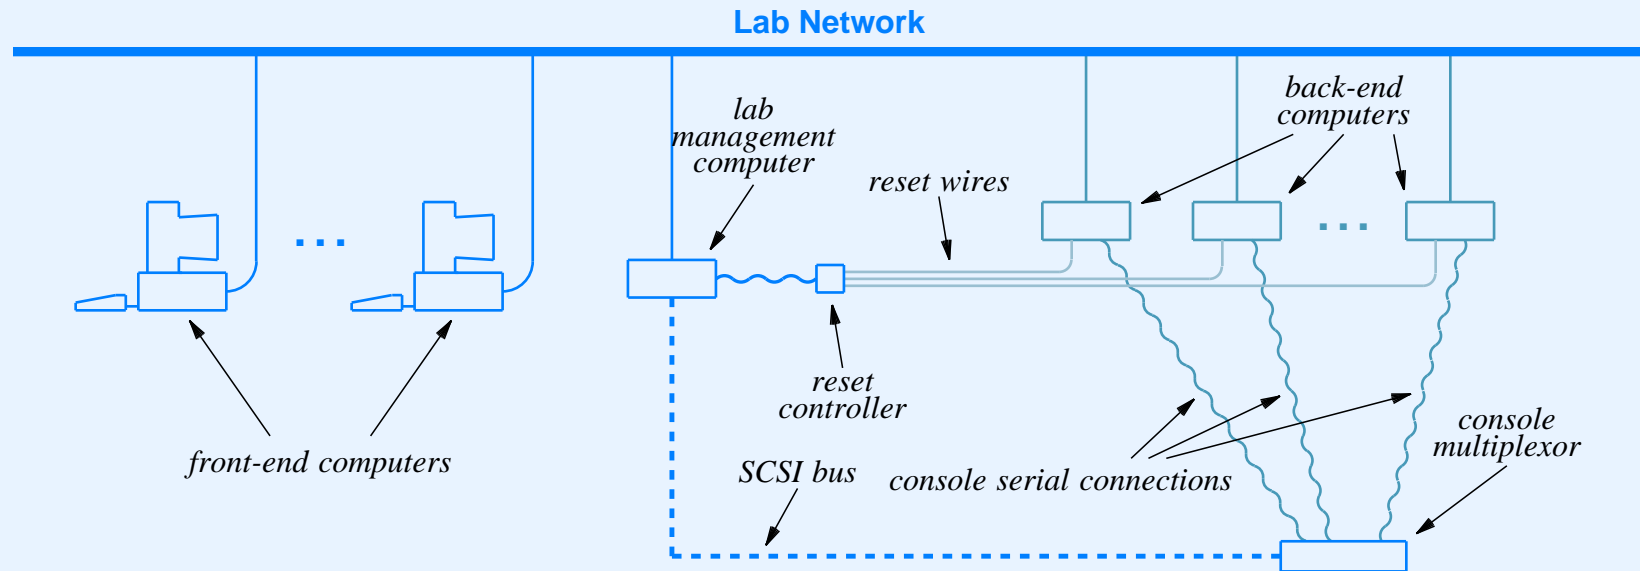 Lab Network
lab
management
computer
back-end
computers
reset wires
reset
controller
front-end computers
SCSI bus
console serial connections
console
multiplexor